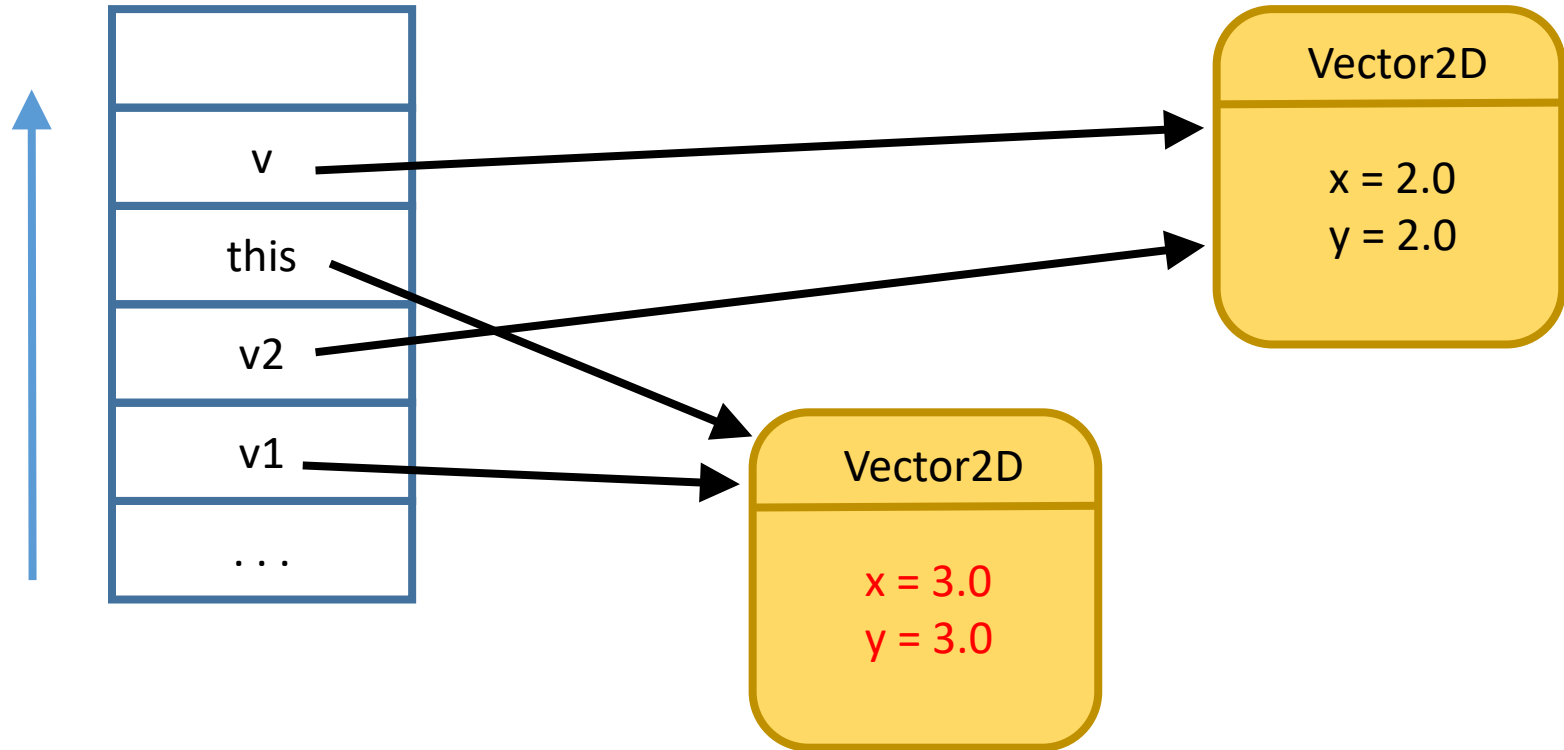 v
this
v2
v1
. . .
Vector2D
x = 2.0
y = 2.0
Vector2D
x = 3.0
y = 3.0